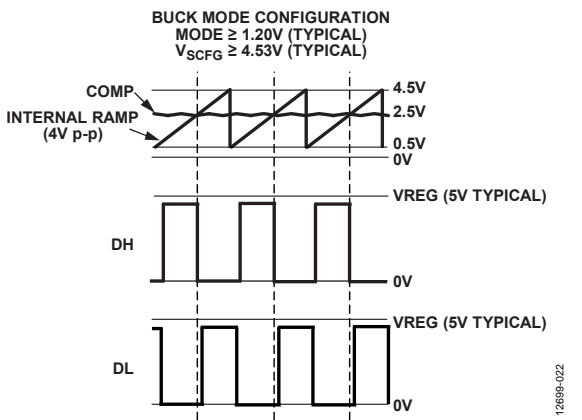 BUCK MODE CONFIGURATION
MODE ≥ 1.20V (TYPICAL)
VSCFG ≥ 4.53V (TYPICAL)
COMP
INTERNAL RAMP
(4V p-p)
4.5V
2.5V
0.5V
0V
VREG (5V TYPICAL)
DH
0V
VREG (5V TYPICAL)
DL
0V
12699-022